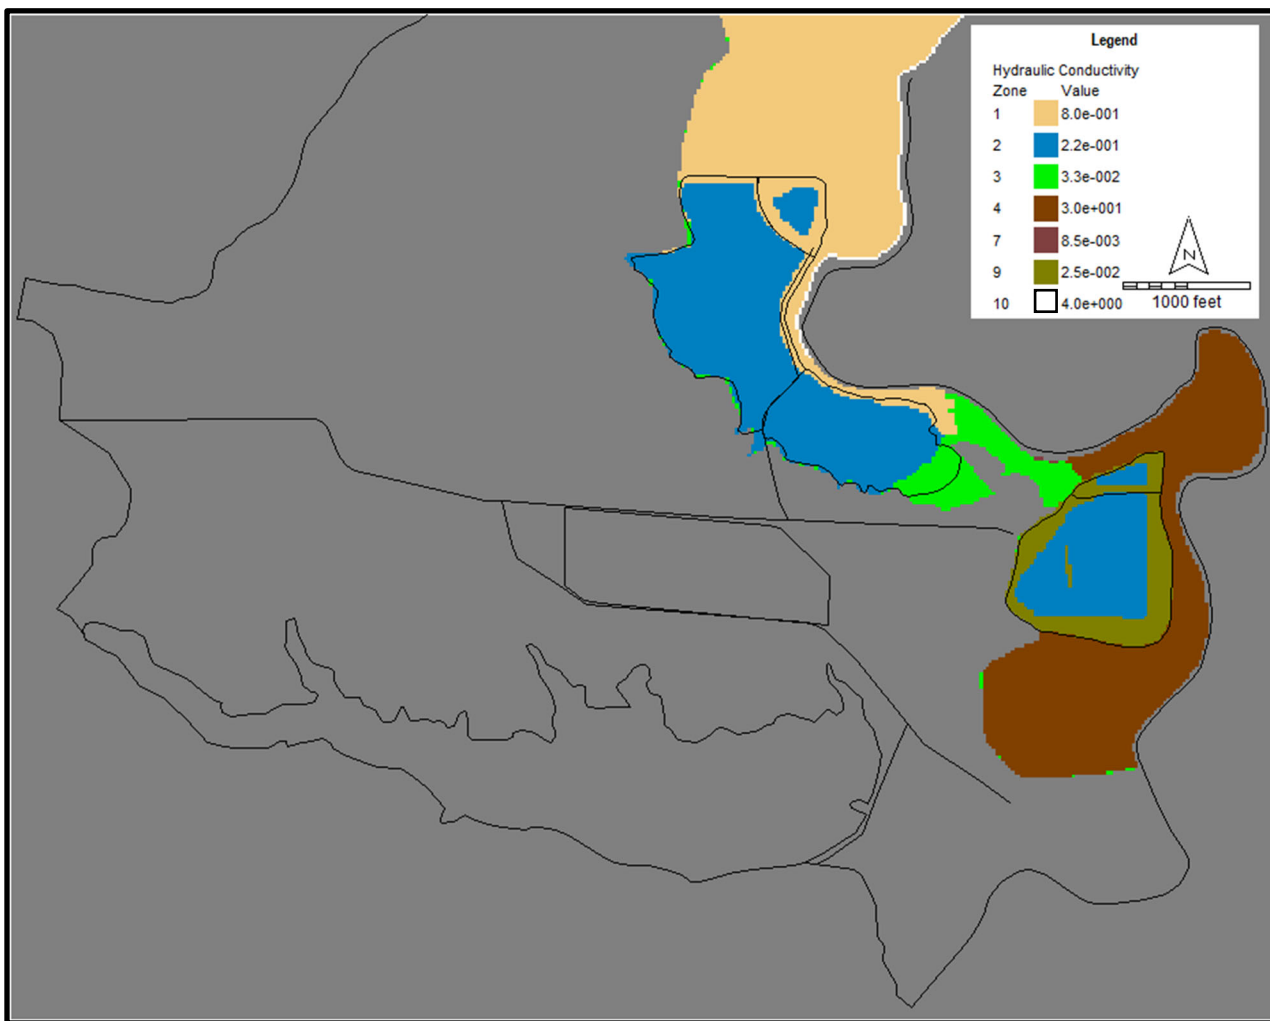 Legend
Hydraulic Conductivity
Zone Value
1 8.0e-001
2 2.2e-001
3 3.3e-002
4 3.0e+001
7 8.5e-003
9 2.5e-002
10 4.0e+000
N
1000 feet